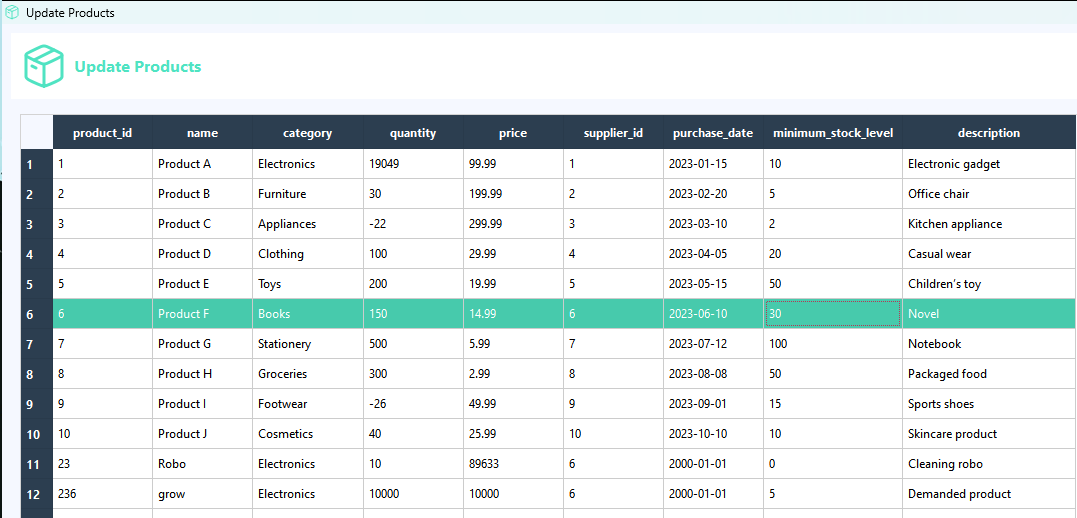 Update Products
Update Products
product_id name category quantity price supplier_id purchase_date minimum_stock_level description
1 1 Product A Electronics 19049 99.99 1 2023-01-15 10 Electronic gadget
2 2 Product B Furniture 30 199.99 2 2023-02-20 5 Office chair
3 3 Product C Appliances -22 299.99 3 2023-03-10 2 Kitchen appliance
4 4 Product D Clothing 100 29.99 4 2023-04-05 20 Casual wear
5 5 Product E Toys 200 19.99 5 2023-05-15 50 Children's toy
6 6 Product F Books 150 14.99 6 2023-06-10 30 Novel
7 7 Product G Stationery 500 5.99 7 2023-07-12 100 Notebook
8 8 Product H Groceries 300 2.99 8 2023-08-08 50 Packaged food
9 9 Product I Footwear -26 49.99 9 2023-09-01 15 Sports shoes
10 10 Product J Cosmetics 40 25.99 10 2023-10-10 10 Skincare product
11 23 Robo Electronics 10 89633 6 2000-01-01 0 Cleaning robo
12 236 grow Electronics 10000 10000 6 2000-01-01 5 Demanded product